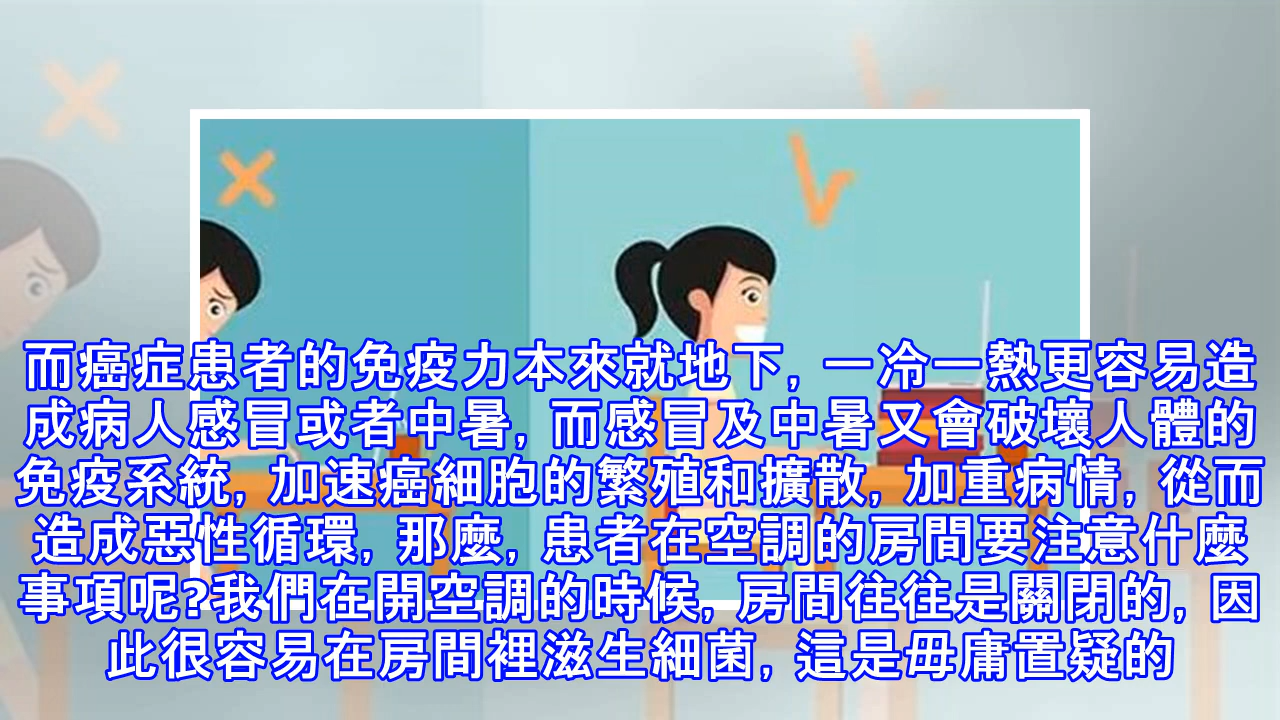 而癌症患者的免疫力本來就地下, 一冷一熱更容易造
成病人感冒或者中暑, 而感冒及中暑又會破壞人體的
免疫系統, 加速癌細胞的繁殖和擴散, 加重病情, 從而
造成惡性循環, 那麼, 患者在空調的房間要注意什麼
事項呢?我們在開空調的時候, 房間往往是關閉的, 因
此很容易在房間裡滋生細菌, 這是毋庸置疑的